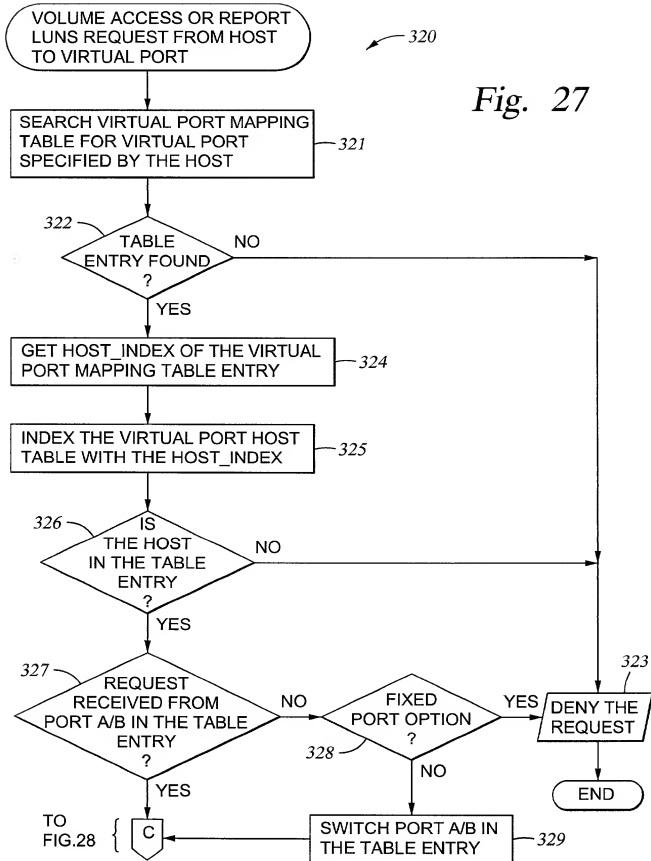 VOLUME ACCESS OR REPORT
LUNS REQUEST FROM HOST
TO VIRTUAL PORT
320
Fig. 27
SEARCH VIRTUAL PORT MAPPING
TABLE FOR VIRTUAL PORT
SPECIFIED BY THE HOST
321
322
TABLE
ENTRY FOUND
?
NO
YES
GET HOST_INDEX OF THE VIRTUAL
PORT MAPPING TABLE ENTRY
324
INDEX THE VIRTUAL PORT HOST
TABLE WITH THE HOST_INDEX
325
326
IS
THE HOST
IN THE TABLE
ENTRY
?
NO
YES
327
REQUEST
RECEIVED FROM
PORT A/B IN THE TABLE
ENTRY
?
NO
YES
FIXED
PORT OPTION
?
328
YES
NO
323
DENY THE
REQUEST
END
TO
FIG.28
C
SWITCH PORT A/B IN
THE TABLE ENTRY
329